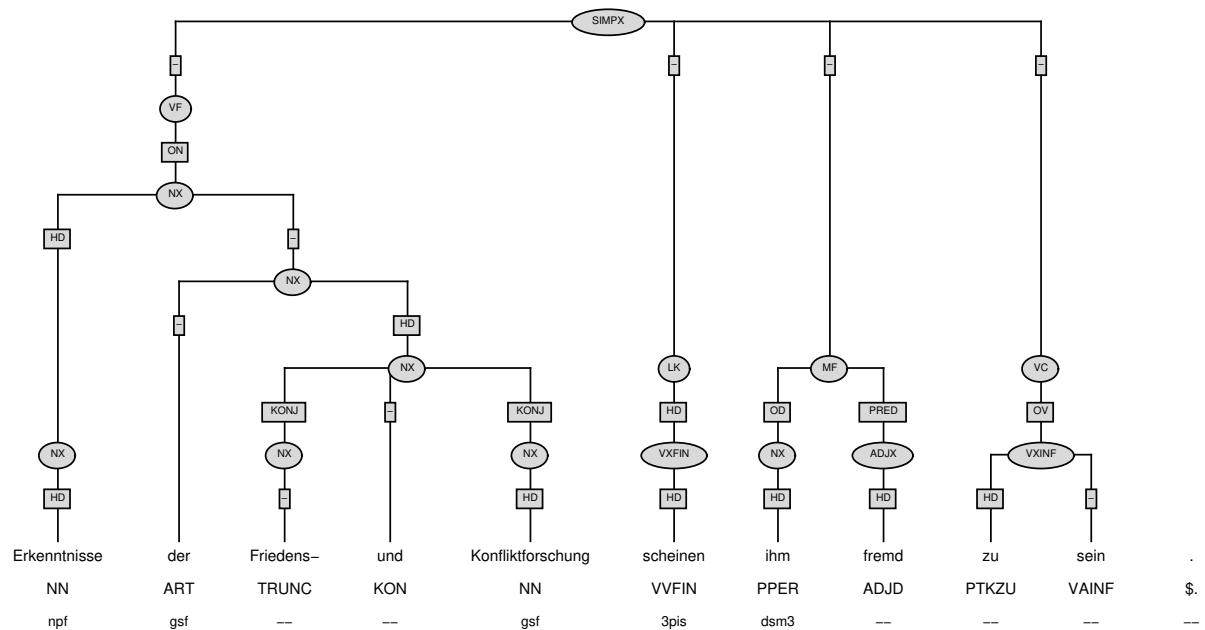 SIMPX
– – – –
VF
ON
NX
HD –
NX
– HD
NX LK MF VC
KONJ – KONJ HD OD PRED OV
NX NX NX VXFIN NX ADJX VXINF
HD – HD HD HD HD HD –
Erkenntnisse der Friedens– und Konfliktforschung scheinen ihm fremd zu sein .
NN ART TRUNC KON NN VVFIN PPER ADJD PTKZU VAINF $.
npf gsf –– –– gsf 3pis dsm3 –– –– –– ––